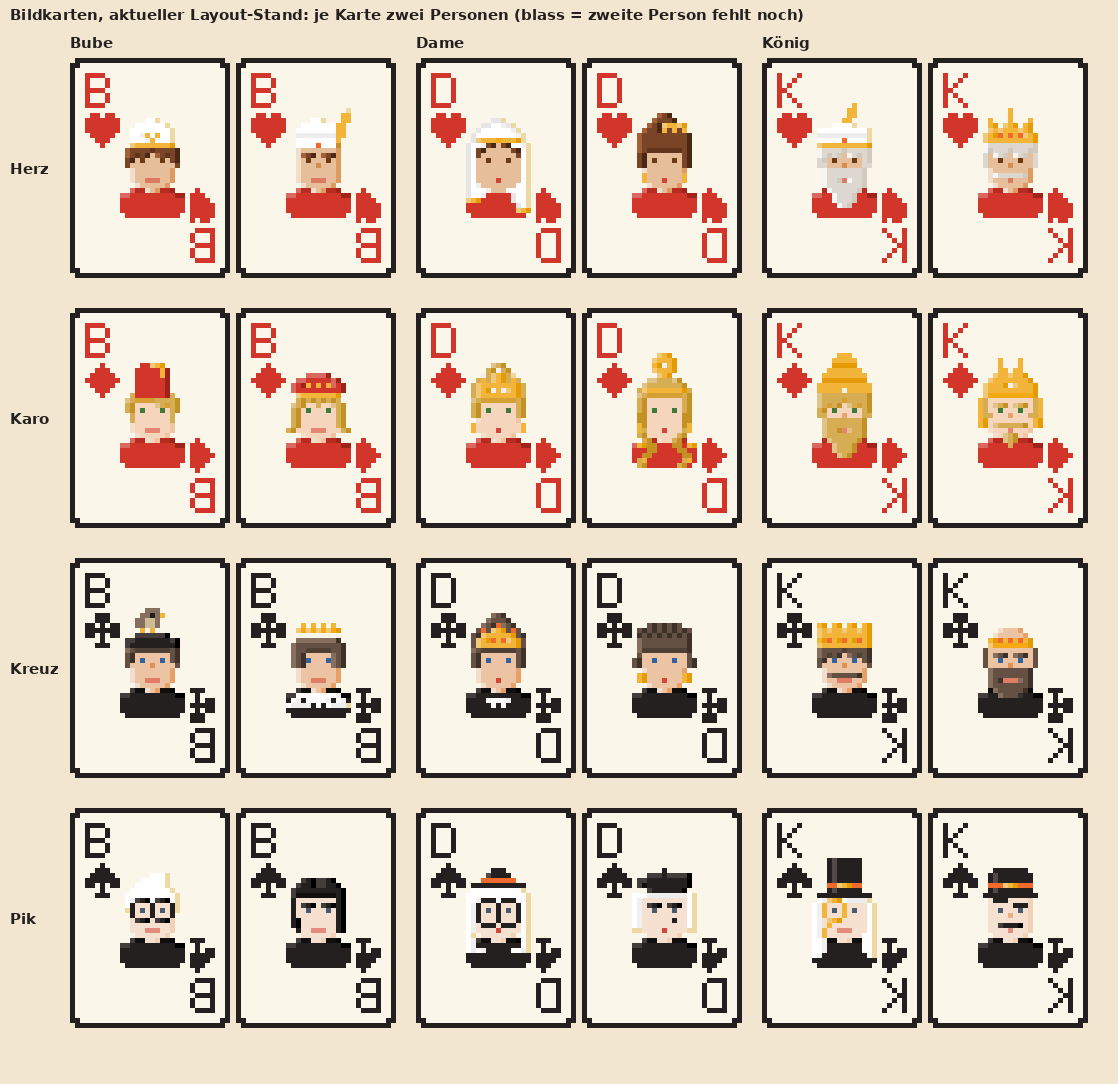 Bildkarten, aktueller Layout-Stand: je Karte zwei Personen (blass = zweite Person fehlt noch)
Bube Dame König
B B D D K K
Herz
B B D D K K
B B D D K K
Karo
B B D D K K
B B D D K K
Kreuz
B B D D K K
B B D D K K
Pik
B B D D K K